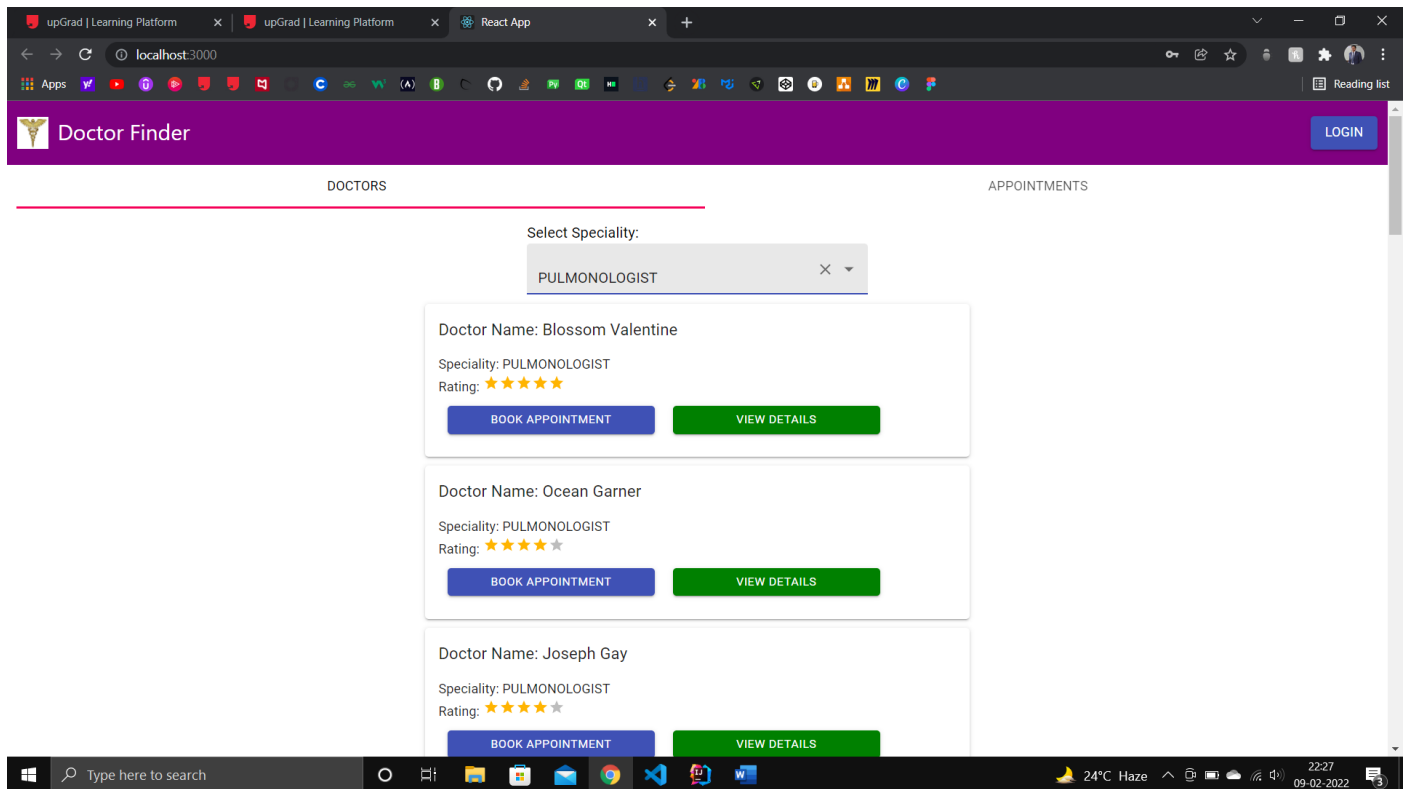 upGrad | Learning Platform
upGrad | Learning Platform
React App
localhost:3000
Apps
Reading list
Doctor Finder
LOGIN
DOCTORS
APPOINTMENTS
Select Speciality:
PULMONOLOGIST
Doctor Name: Blossom Valentine
Speciality: PULMONOLOGIST
Rating:
BOOK APPOINTMENT
VIEW DETAILS
Doctor Name: Ocean Garner
Speciality: PULMONOLOGIST
Rating:
BOOK APPOINTMENT
VIEW DETAILS
Doctor Name: Joseph Gay
Speciality: PULMONOLOGIST
Rating:
BOOK APPOINTMENT
VIEW DETAILS
Type here to search
24°C Haze
22:27
09-02-2022
3